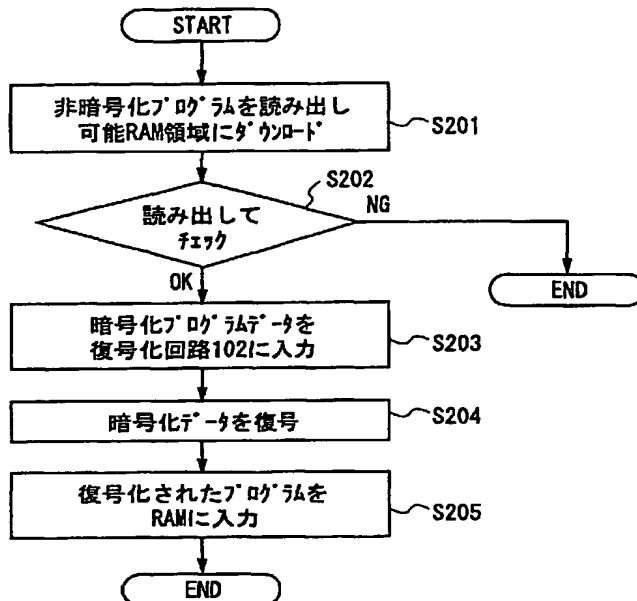 START
非暗号化プログラムを読み出し
可能RAM領域にダウンロード
S201
S202
読み出して
チェック
NG
OK
END
暗号化プログラムデータを
復号化回路102に入力
S203
暗号化データを復号
S204
復号化されたプログラムを
RAMに入力
S205
END